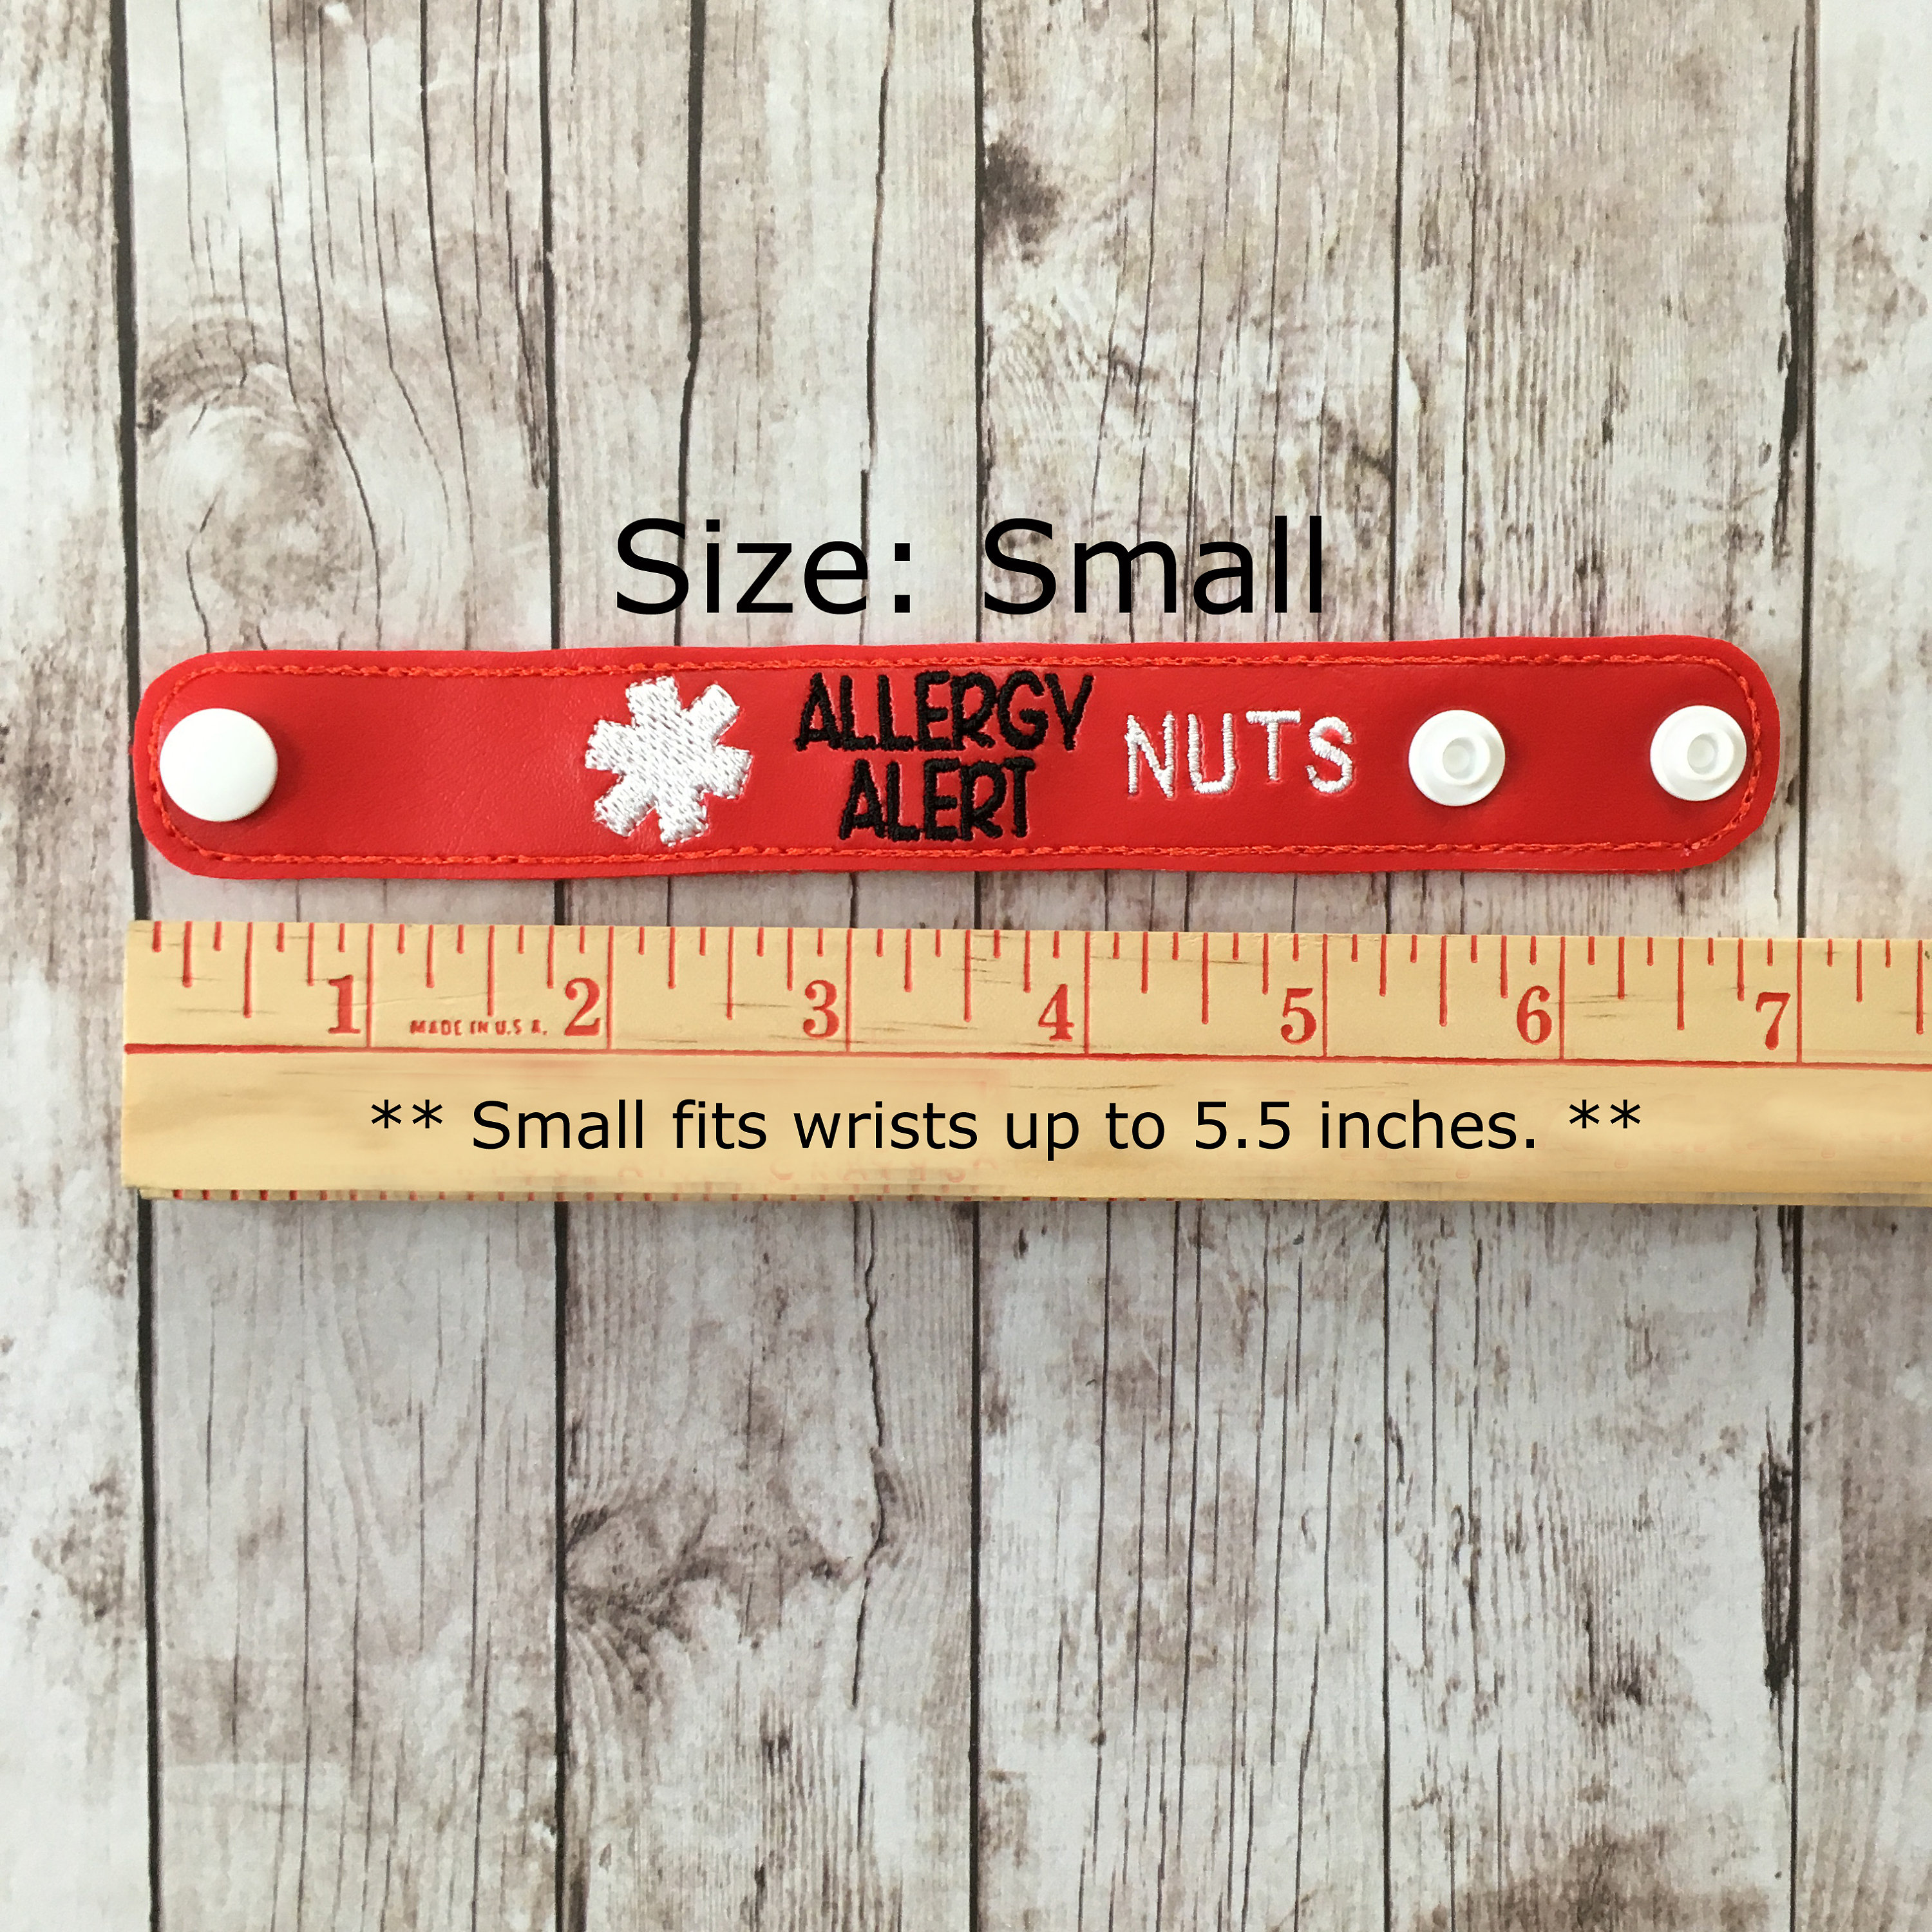 Size: Small
ALLERGY
ALERT
NUTS
1 2 3 4 5 6 7
MADE IN U.S.A.
** Small fits wrists up to 5.5 inches. **